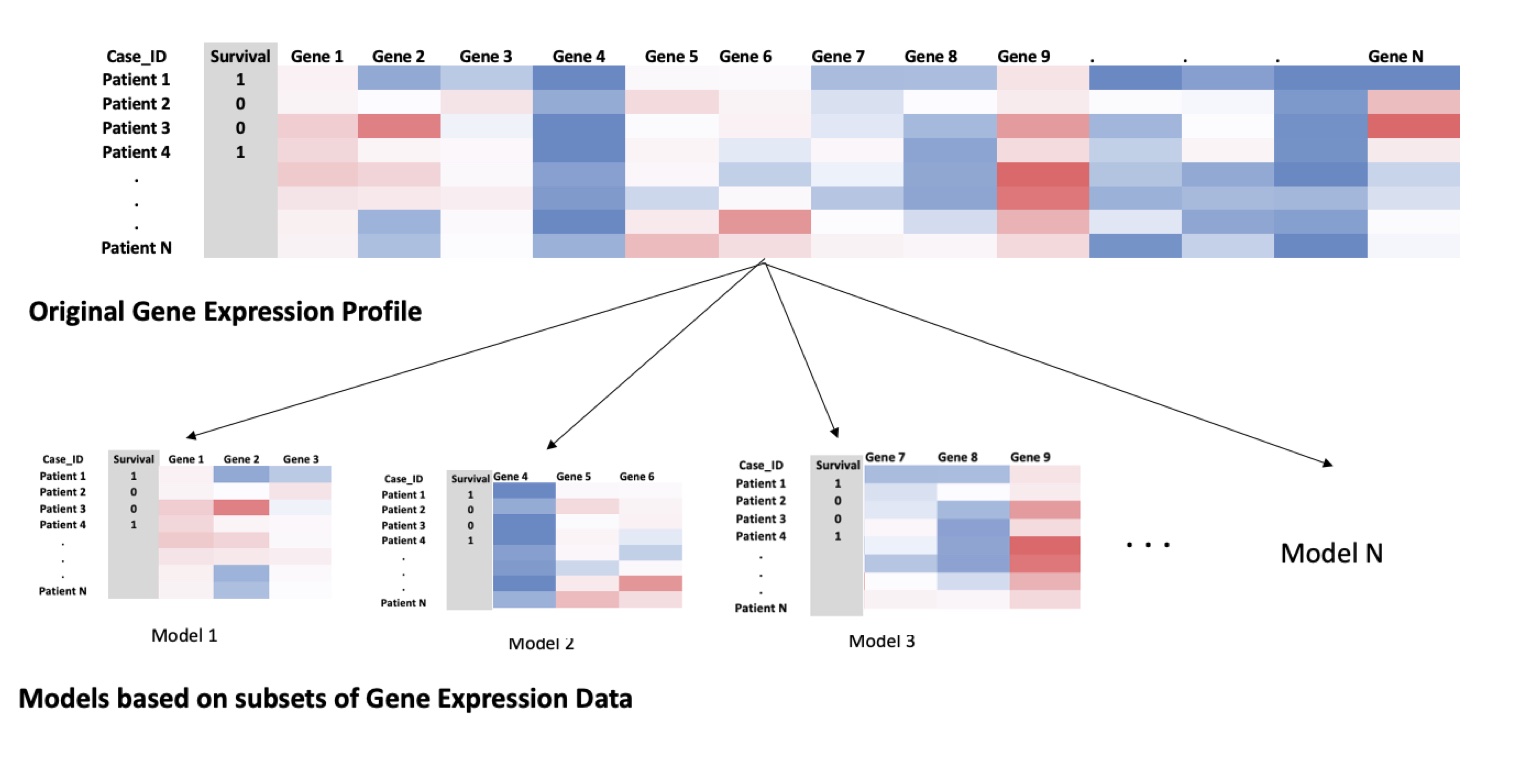 Case_ID Survival Gene 1 Gene 2 Gene 3 Gene 4 Gene 5 Gene 6 Gene 7 Gene 8 Gene 9 . . . Gene N
Patient 1 1
Patient 2 0
Patient 3 0
Patient 4 1
.
.
.
Patient N
Original Gene Expression Profile
Case_ID Survival Gene 1 Gene 2 Gene 3
Patient 1 1
Patient 2 0
Patient 3 0
Patient 4 1
.
.
.
Patient N
Model 1
Case_ID Survival Gene 4 Gene 5 Gene 6
Patient 1 1
Patient 2 0
Patient 3 0
Patient 4 1
.
.
.
Patient N
Model 2
Case_ID Survival Gene 7 Gene 8 Gene 9
Patient 1 1
Patient 2 0
Patient 3 0
Patient 4 1
.
.
.
Patient N
Model 3
. . .
Model N
Models based on subsets of Gene Expression Data